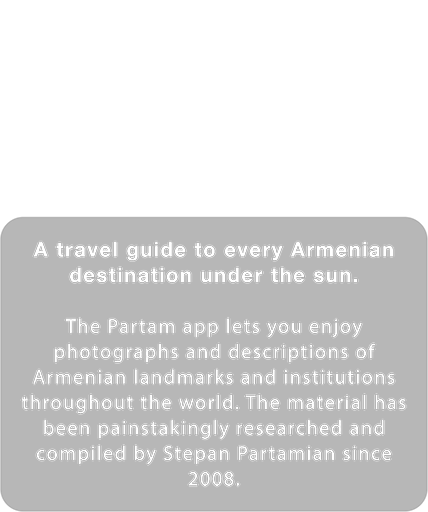 A travel guide to every Armenian
destination under the sun.
The Partam app lets you enjoy
photographs and descriptions of
Armenian landmarks and institutions
throughout the world. The material has
been painstakingly researched and
compiled by Stepan Partamian since
2008.